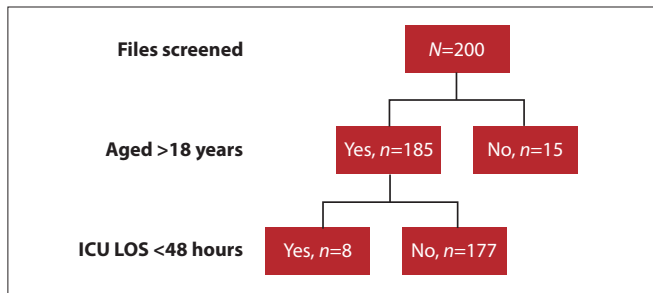 Files screened
N=200
Aged >18 years
Yes, n=185
No, n=15
ICU LOS <48 hours
Yes, n=8
No, n=177